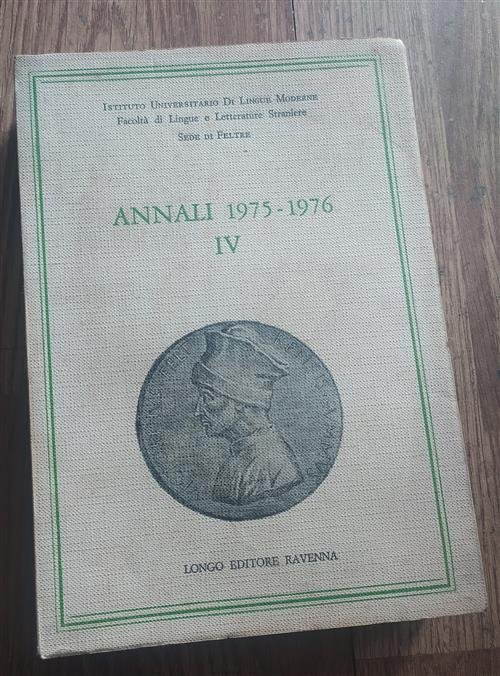 Istituto Universitario Di Lingue Moderne
Facoltà di Lingue e Letterature Straniere
Sede di Feltre
ANNALI 1975-1976
IV
LONGO EDITORE RAVENNA